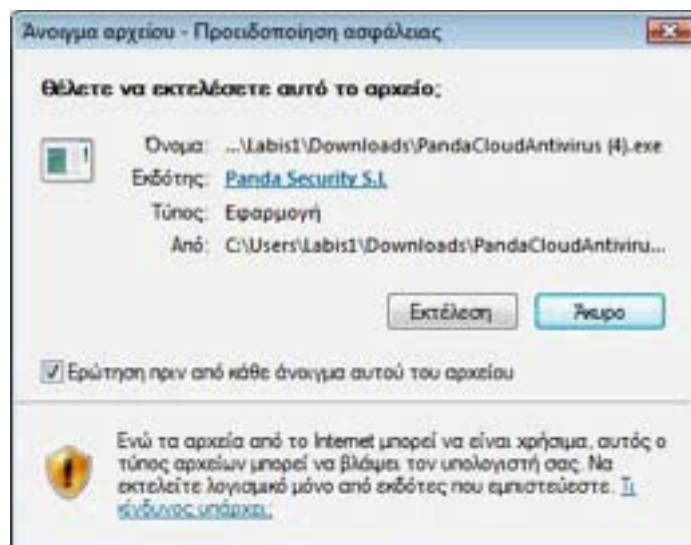 Άνοιγμα αρχείου - Προειδοποίηση ασφάλειας
Θέλετε να εκτελέσετε αυτό το αρχείο;
Όνομα: ...\Labis1\Downloads\PandaCloudAntivirus (4).exe
Εκδότης: Panda Security S.L
Τύπος: Εφαρμογή
Από: C:\Users\Labis1\Downloads\PandaCloudAntiviru...
Εκτέλεση Άκυρο
Ερώτηση πριν από κάθε άνοιγμα αυτού του αρχείου
Ενώ τα αρχεία από το Internet μπορεί να είναι χρήσιμα, αυτός ο
τύπος αρχείων μπορεί να βλάψει τον υπολογιστή σας. Να
εκτελείτε λογισμικό μόνο από εκδότες που εμπιστεύεστε. Τι
κίνδυνος υπάρχει;